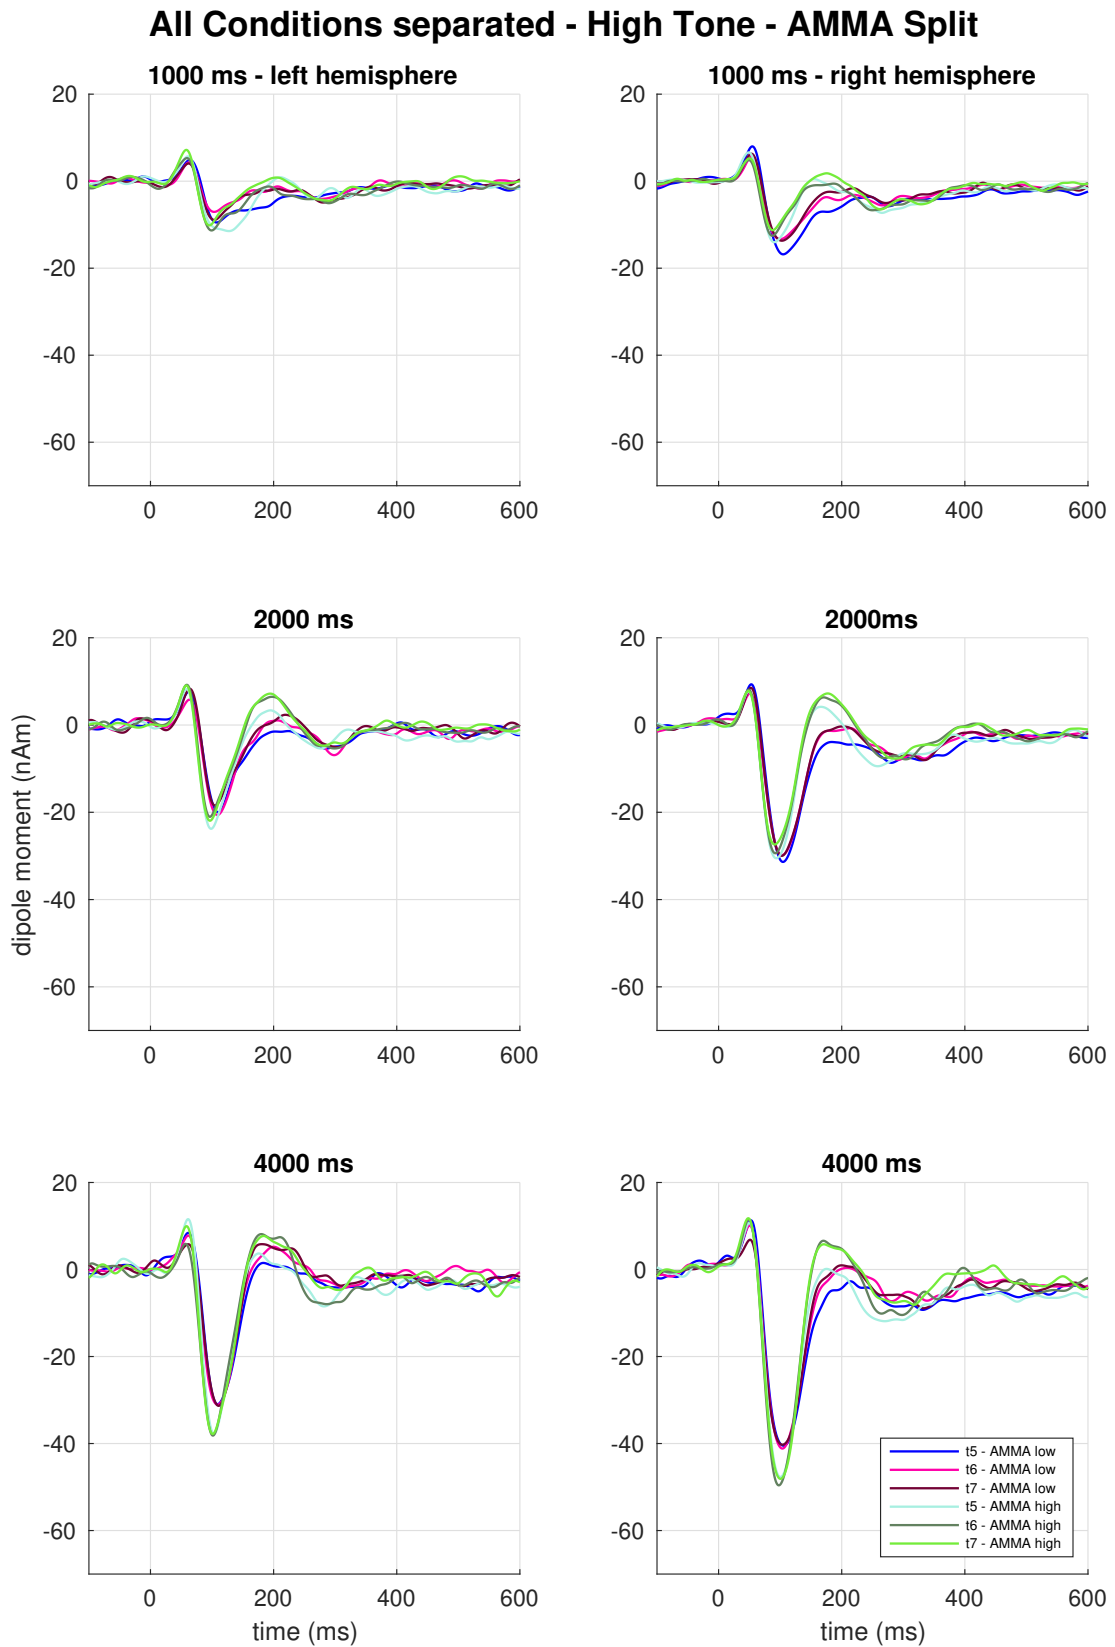 All Conditions separated - High Tone - AMMA Split
1000 ms - left hemisphere
20
0
-20
-40
-60
0 200 400 600
1000 ms - right hemisphere
20
0
-20
-40
-60
0 200 400 600
2000 ms
20
0
-20
-40
-60
0 200 400 600
dipole moment (nAm)
2000ms
20
0
-20
-40
-60
0 200 400 600
4000 ms
20
0
-20
-40
-60
0 200 400 600
time (ms)
4000 ms
20
0
-20
-40
-60
0 200 400 600
time (ms)
t5 - AMMA low
t6 - AMMA low
t7 - AMMA low
t5 - AMMA high
t6 - AMMA high
t7 - AMMA high